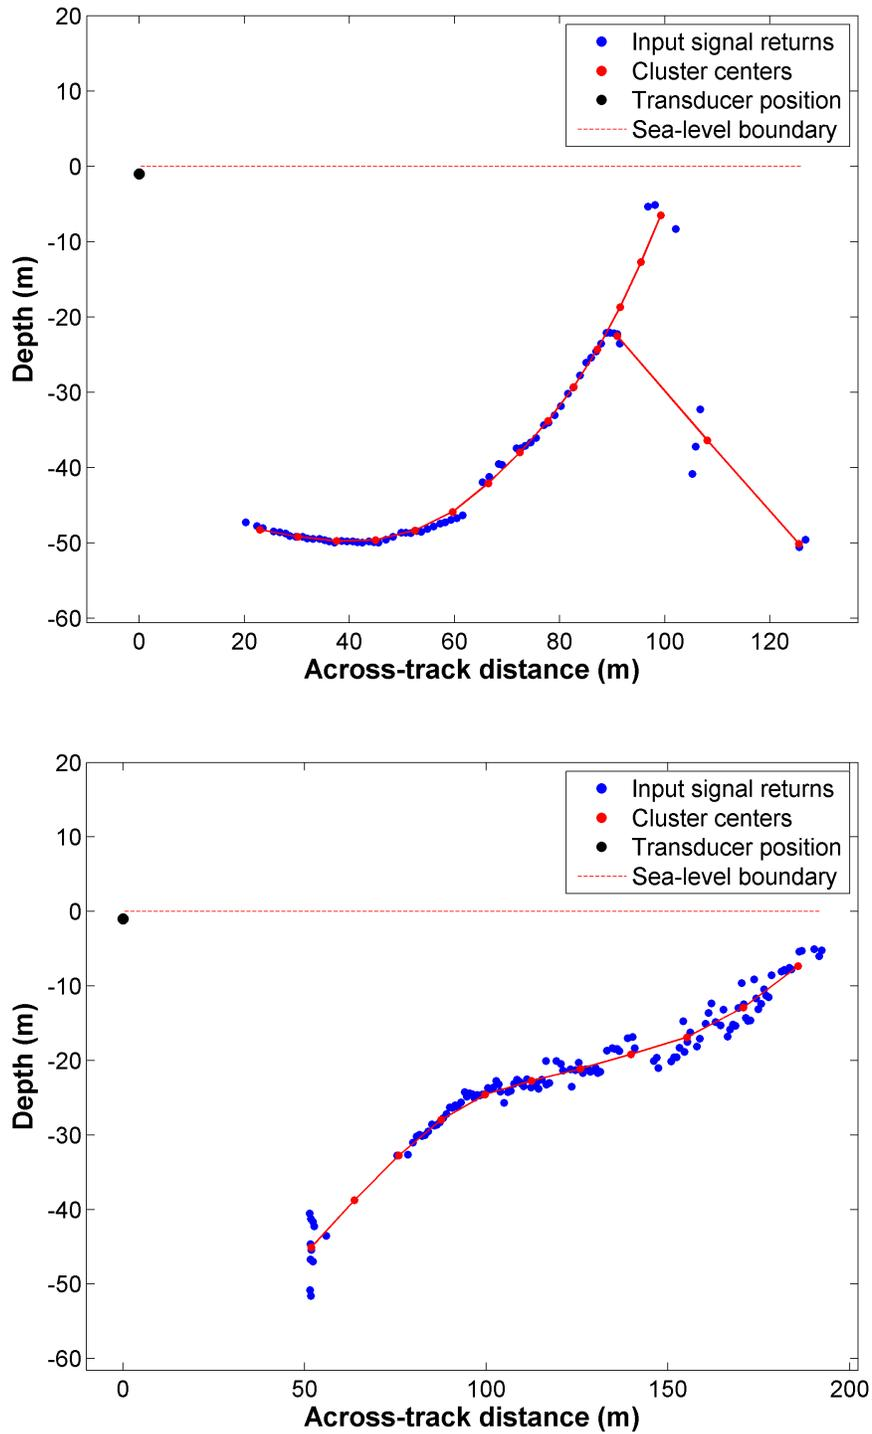 20
10
0
-10
-20
-30
-40
-50
-60
Depth (m)
Input signal returns
Cluster centers
Transducer position
Sea-level boundary
0 20 40 60 80 100 120
Across-track distance (m)
20
10
0
-10
-20
-30
-40
-50
-60
Depth (m)
Input signal returns
Cluster centers
Transducer position
Sea-level boundary
0 50 100 150 200
Across-track distance (m)